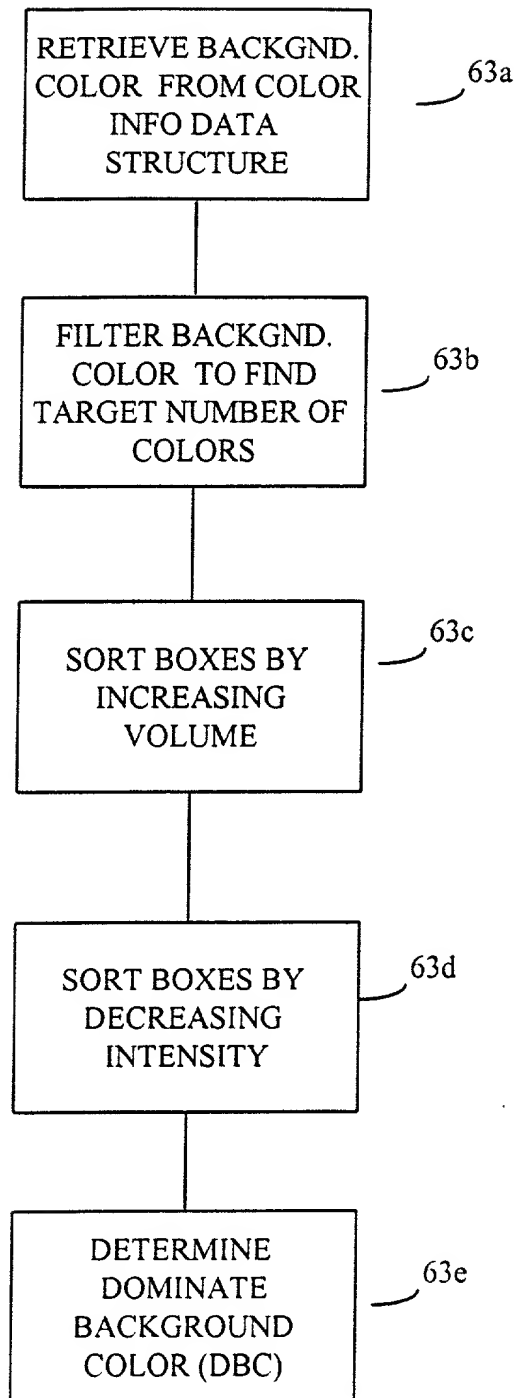 RETRIEVE BACKGND.
COLOR FROM COLOR
INFO DATA
STRUCTURE
63a
FILTER BACKGND.
COLOR TO FIND
TARGET NUMBER OF
COLORS
63b
SORT BOXES BY
INCREASING
VOLUME
63c
SORT BOXES BY
DECREASING
INTENSITY
63d
DETERMINE
DOMINATE
BACKGROUND
COLOR (DBC)
63e